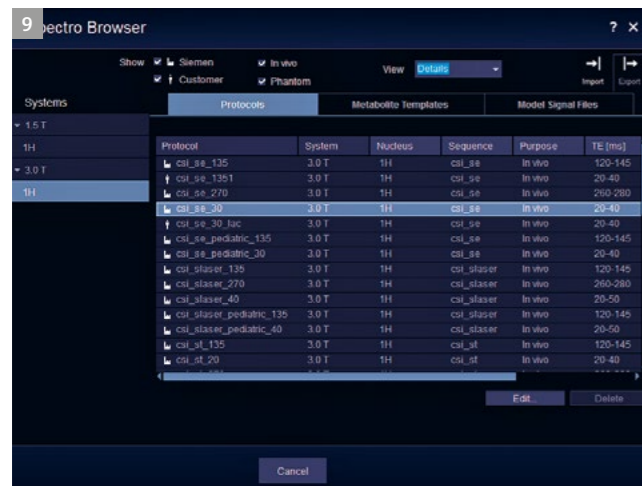 9 pectro Browser ? ×
Show Siemen In vivo View Details Import Export
Customer Phantom
Systems Protocols Metabolite Templates Model Signal Files
1.5 T
1H
3.0 T
1H
Protocol System Nucleus Sequence Purpose TE [ms]
csi_se_135 3.0 T 1H csi_se In vivo 120-145
csi_se_1351 3.0 T 1H csi_se In vivo 20-40
csi_se_270 3.0 T 1H csi_se In vivo 260-280
csi_se_30 3.0 T 1H csi_se In vivo 20-40
csi_se_30_lac 3.0 T 1H csi_se In vivo 20-40
csi_se_pediatric_135 3.0 T 1H csi_se In vivo 120-145
csi_se_pediatric_30 3.0 T 1H csi_se In vivo 20-40
csi_slaser_135 3.0 T 1H csi_slaser In vivo 120-145
csi_slaser_270 3.0 T 1H csi_slaser In vivo 260-280
csi_slaser_40 3.0 T 1H csi_slaser In vivo 20-50
csi_slaser_pediatric_135 3.0 T 1H csi_slaser In vivo 120-145
csi_slaser_pediatric_40 3.0 T 1H csi_slaser In vivo 20-50
csi_st_135 3.0 T 1H csi_st In vivo 120-145
csi_st_20 3.0 T 1H csi_st In vivo 20-40
Edit... Delete
Cancel